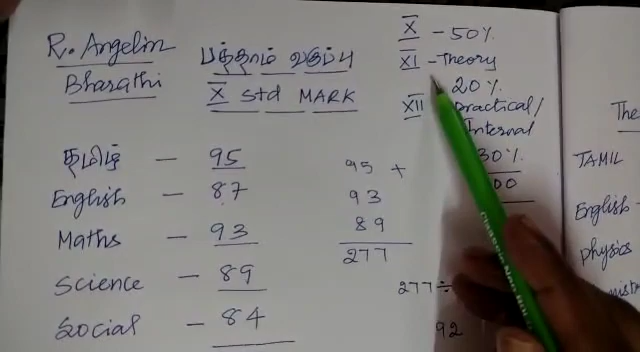 R. Angelin
Bharathi
பத்தாம் வகுப்பு
X std MARK
தமிழ் - 95
English - 87
Maths - 93
Science - 89
Social - 84
95 +
93
89
277
277 ÷
92
X - 50%
XI - Theory
20%
XII Practical/
Internal
30%
00
The
TAMIL
English -
physics